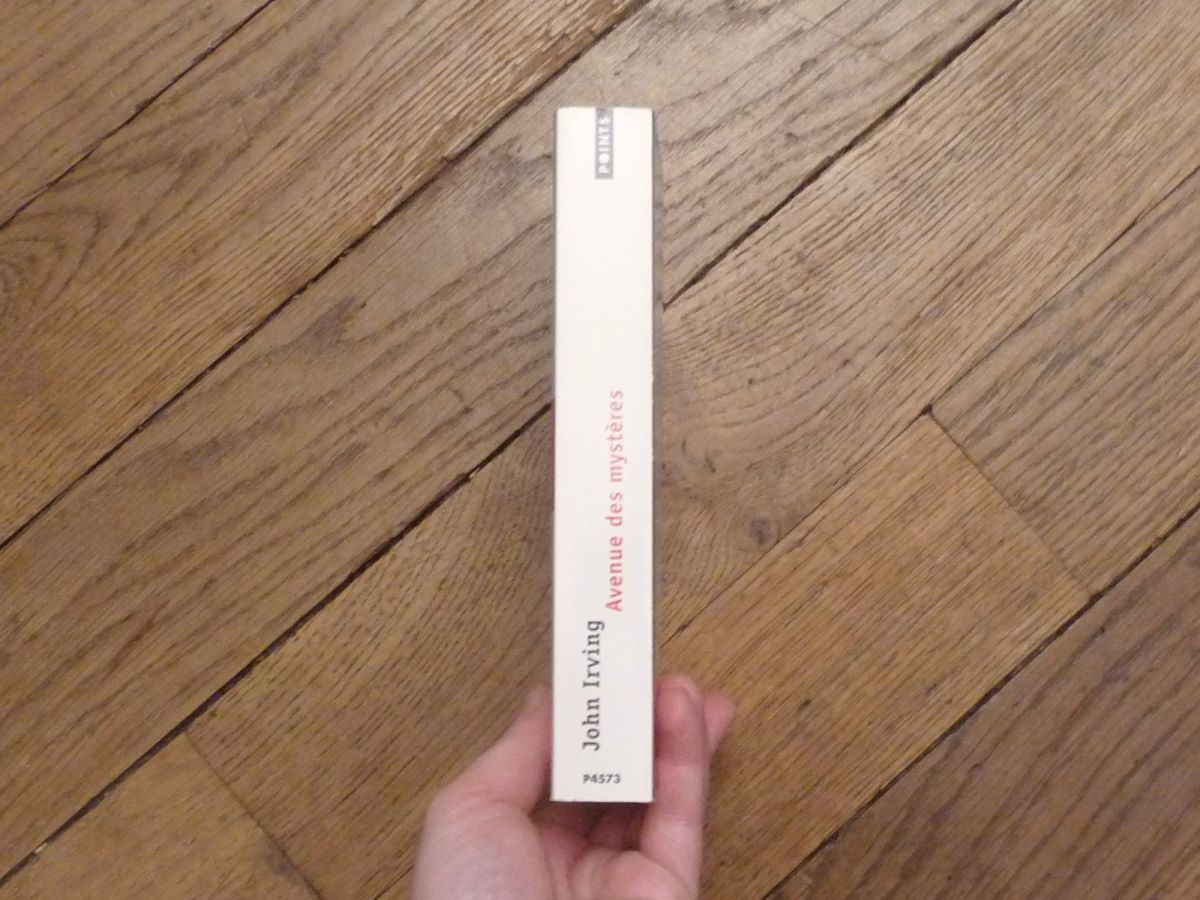 POINTS
Avenue des mystères
John Irving
P4573